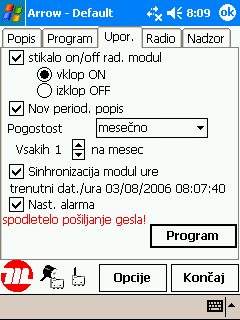 Arrow - Default 8:09 ok
Popis Program Upor. Radio Nadzor
stikalo on/off rad. modul
vklop ON
izklop OFF
Nov period. popis
Pogostost mesečno
Vsakih 1 na mesec
Sinhronizacija modul ure
trenutni dat./ura 03/08/2006 08:07:40
Nast. alarma
spodletelo pošiljanje gesla!
Program
Opcije Končaj